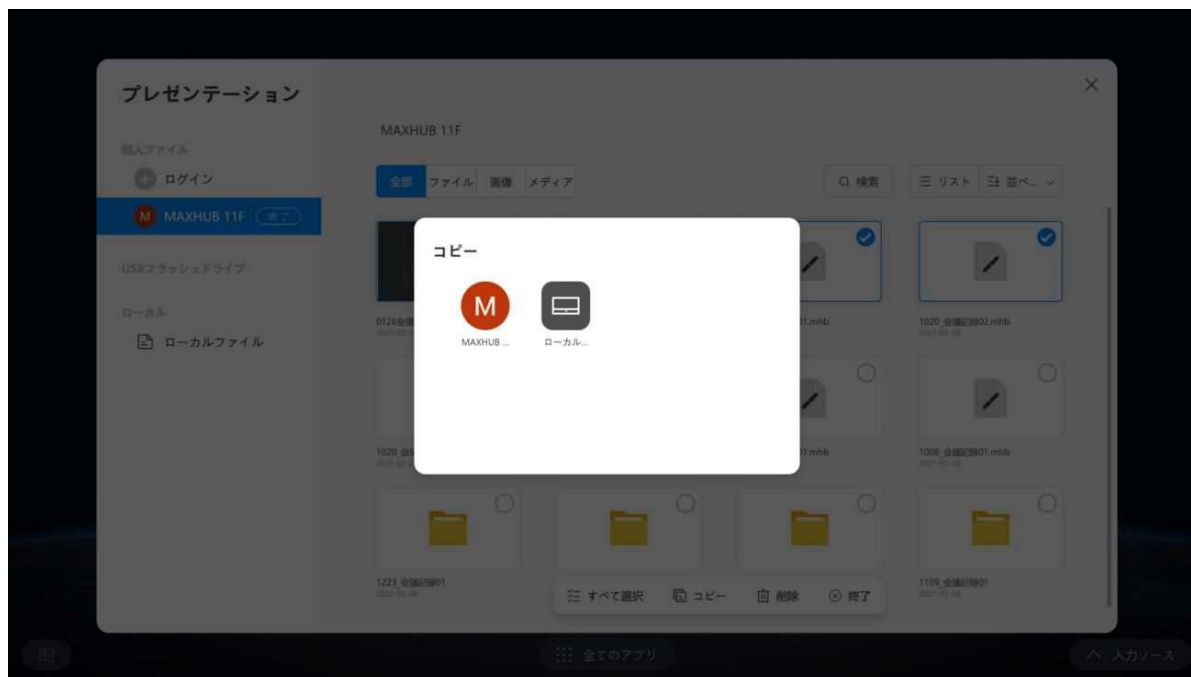 プレゼンテーション
個人ファイル
ログイン
M MAXHUB 11F 終了
USBフラッシュドライブ
ローカル
ローカルファイル
MAXHUB 11F
全部 ファイル 画像 メディア
検索 リスト 並べ...
コピー
M
MAXHUB ... ローカル...
01.mhb
1020_会議記録02.mhb
01.mhb
1006_会議記録01.mhb
1223_会議記録01
1109_会議記録01
すべて選択 コピー 削除 終了
全てのアプリ
入力ソース